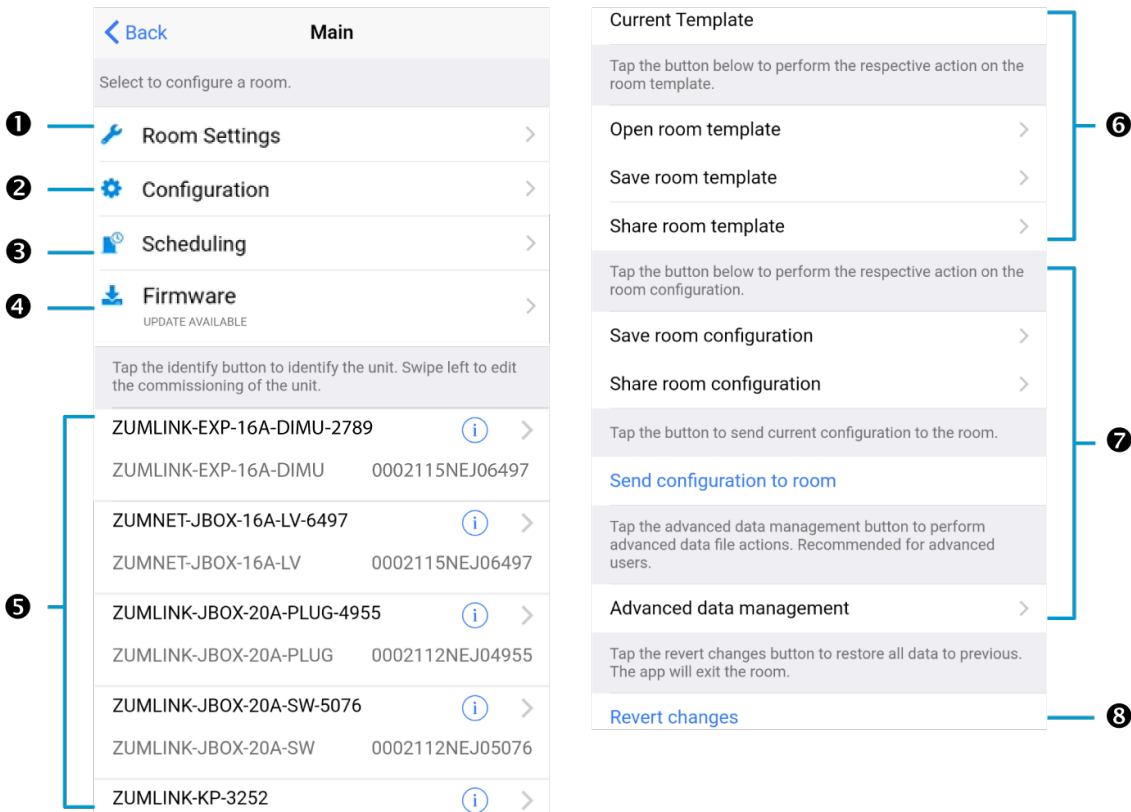 Back
Main
Select to configure a room.
❶
Room Settings
❷
Configuration
❸
Scheduling
❹
Firmware
UPDATE AVAILABLE
Tap the identify button to identify the unit. Swipe left to edit
the commissioning of the unit.
❺
ZUMLINK-EXP-16A-DIMU-2789
ZUMLINK-EXP-16A-DIMU 0002115NEJ06497
ZUMNET-JBOX-16A-LV-6497
ZUMNET-JBOX-16A-LV 0002115NEJ06497
ZUMLINK-JBOX-20A-PLUG-4955
ZUMLINK-JBOX-20A-PLUG 0002112NEJ04955
ZUMLINK-JBOX-20A-SW-5076
ZUMLINK-JBOX-20A-SW 0002112NEJ05076
ZUMLINK-KP-3252
Current Template
Tap the button below to perform the respective action on the
room template.
❻
Open room template
Save room template
Share room template
Tap the button below to perform the respective action on the
room configuration.
Save room configuration
Share room configuration
❼
Tap the button to send current configuration to the room.
Send configuration to room
Tap the advanced data management button to perform
advanced data file actions. Recommended for advanced
users.
Advanced data management
Tap the revert changes button to restore all data to previous.
The app will exit the room.
Revert changes
❽